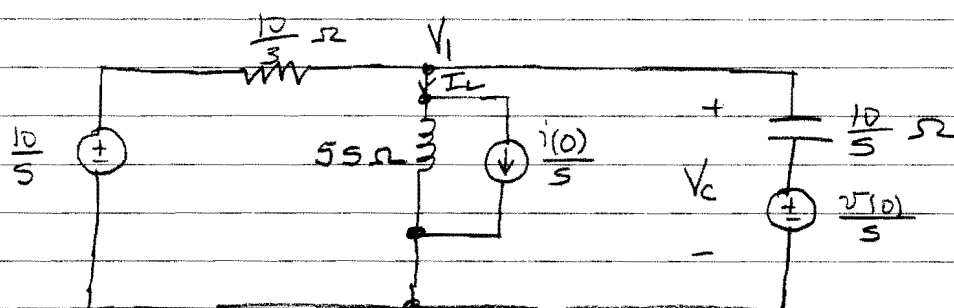 10/3 Ω
V1
IL
10/s
+
-
5s Ω
i(0)/s
+
Vc
-
10/s Ω
+
-
v(0)/s